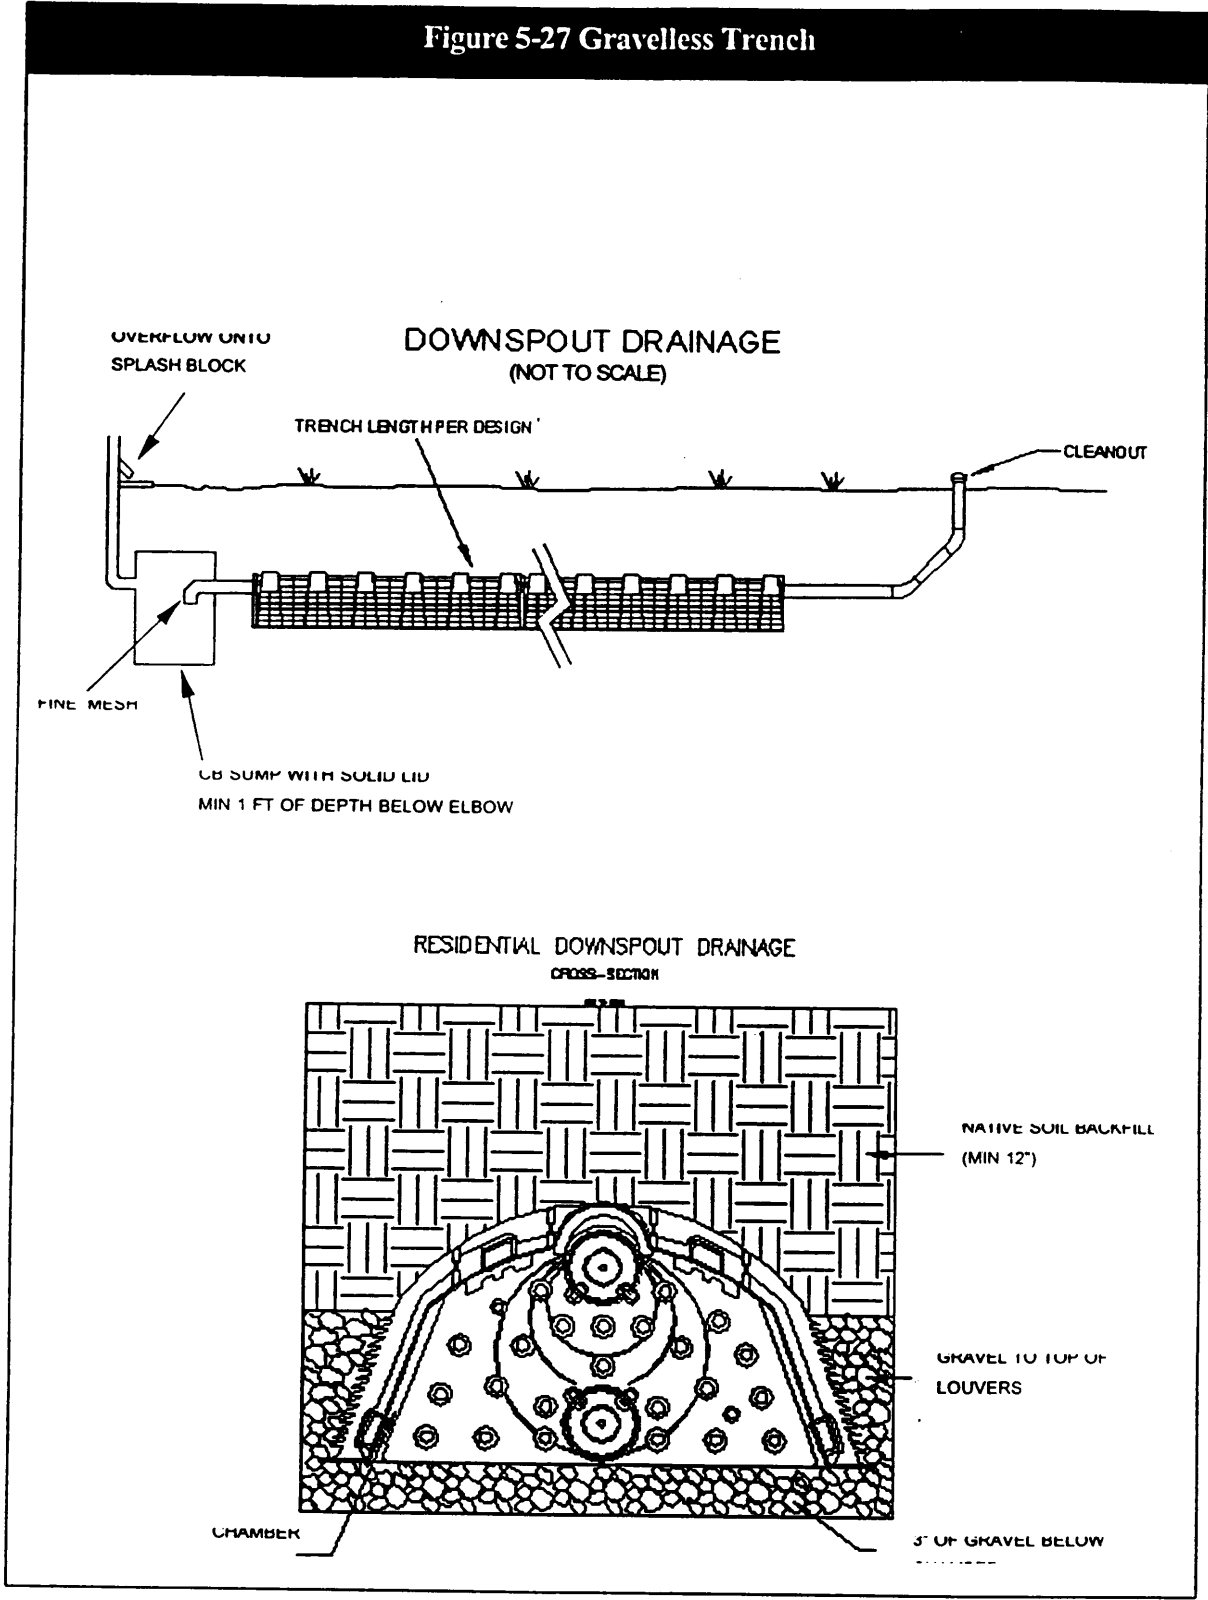 Figure 5-27 Gravelless Trench
OVERFLOW ONTO
SPLASH BLOCK
DOWNSPOUT DRAINAGE
(NOT TO SCALE)
TRENCH LENGTH PER DESIGN
CLEANOUT
FINE MESH
CB SUMP WITH SOLID LID
MIN 1 FT OF DEPTH BELOW ELBOW
RESIDENTIAL DOWNSPOUT DRAINAGE
CROSS-SECTION
NATIVE SOIL BACKFILL
(MIN 12")
GRAVEL TO TOP OF
LOUVERS
CHAMBER
3" OF GRAVEL BELOW